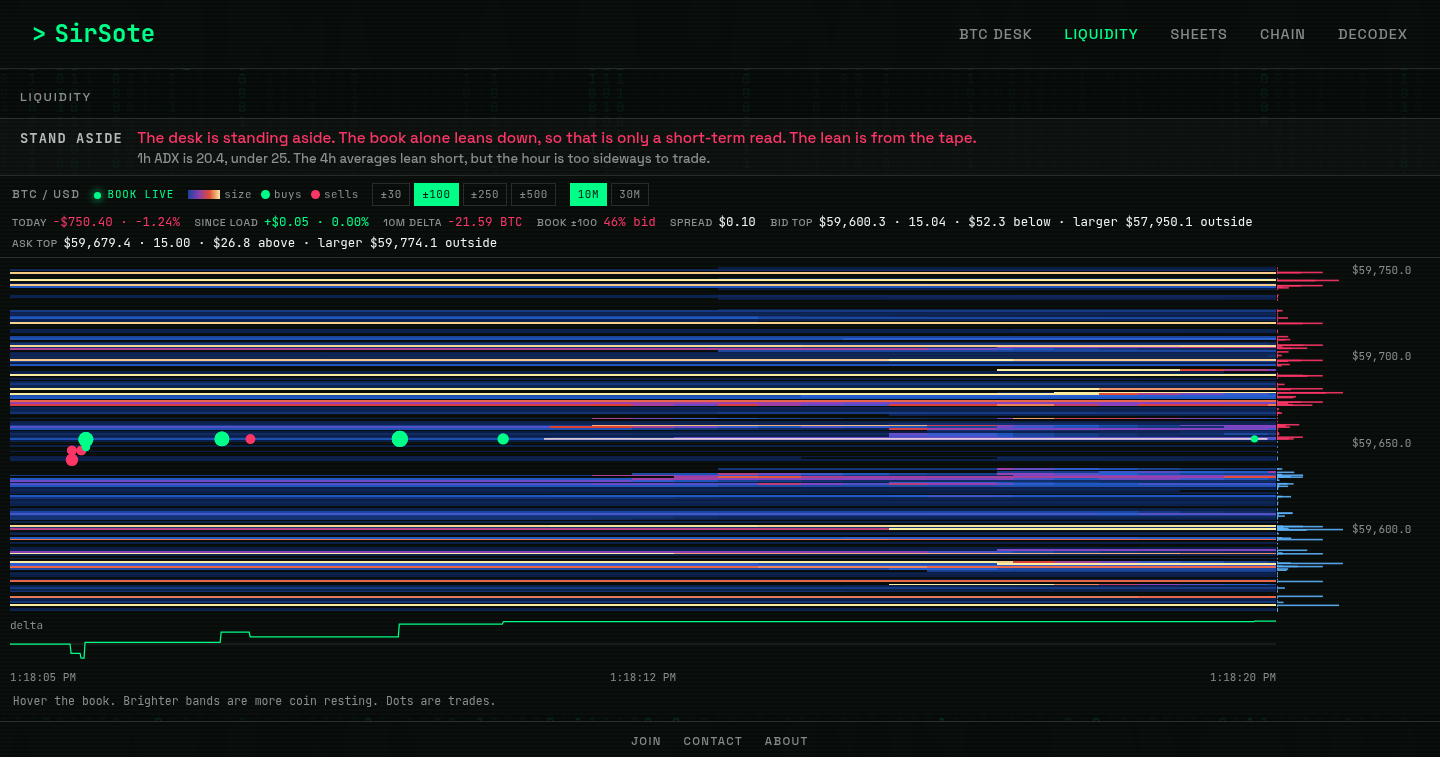 > SirSote
BTC DESK LIQUIDITY SHEETS CHAIN DECODEX
LIQUIDITY
STAND ASIDE The desk is standing aside. The book alone leans down, so that is only a short-term read. The lean is from the tape.
1h ADX is 20.4, under 25. The 4h averages lean short, but the hour is too sideways to trade.
BTC / USD BOOK LIVE size buys sells ±30 ±100 ±250 ±500 10M 30M
TODAY -$750.40 · -1.24% SINCE LOAD +$0.05 · 0.00% 10M DELTA -21.59 BTC BOOK ±100 46% bid SPREAD $0.10 BID TOP $59,600.3 · 15.04 · $52.3 below · larger $57,950.1 outside
ASK TOP $59,679.4 · 15.00 · $26.8 above · larger $59,774.1 outside
$59,750.0
$59,700.0
$59,650.0
$59,600.0
delta
1:18:05 PM 1:18:12 PM 1:18:20 PM
Hover the book. Brighter bands are more coin resting. Dots are trades.
JOIN CONTACT ABOUT